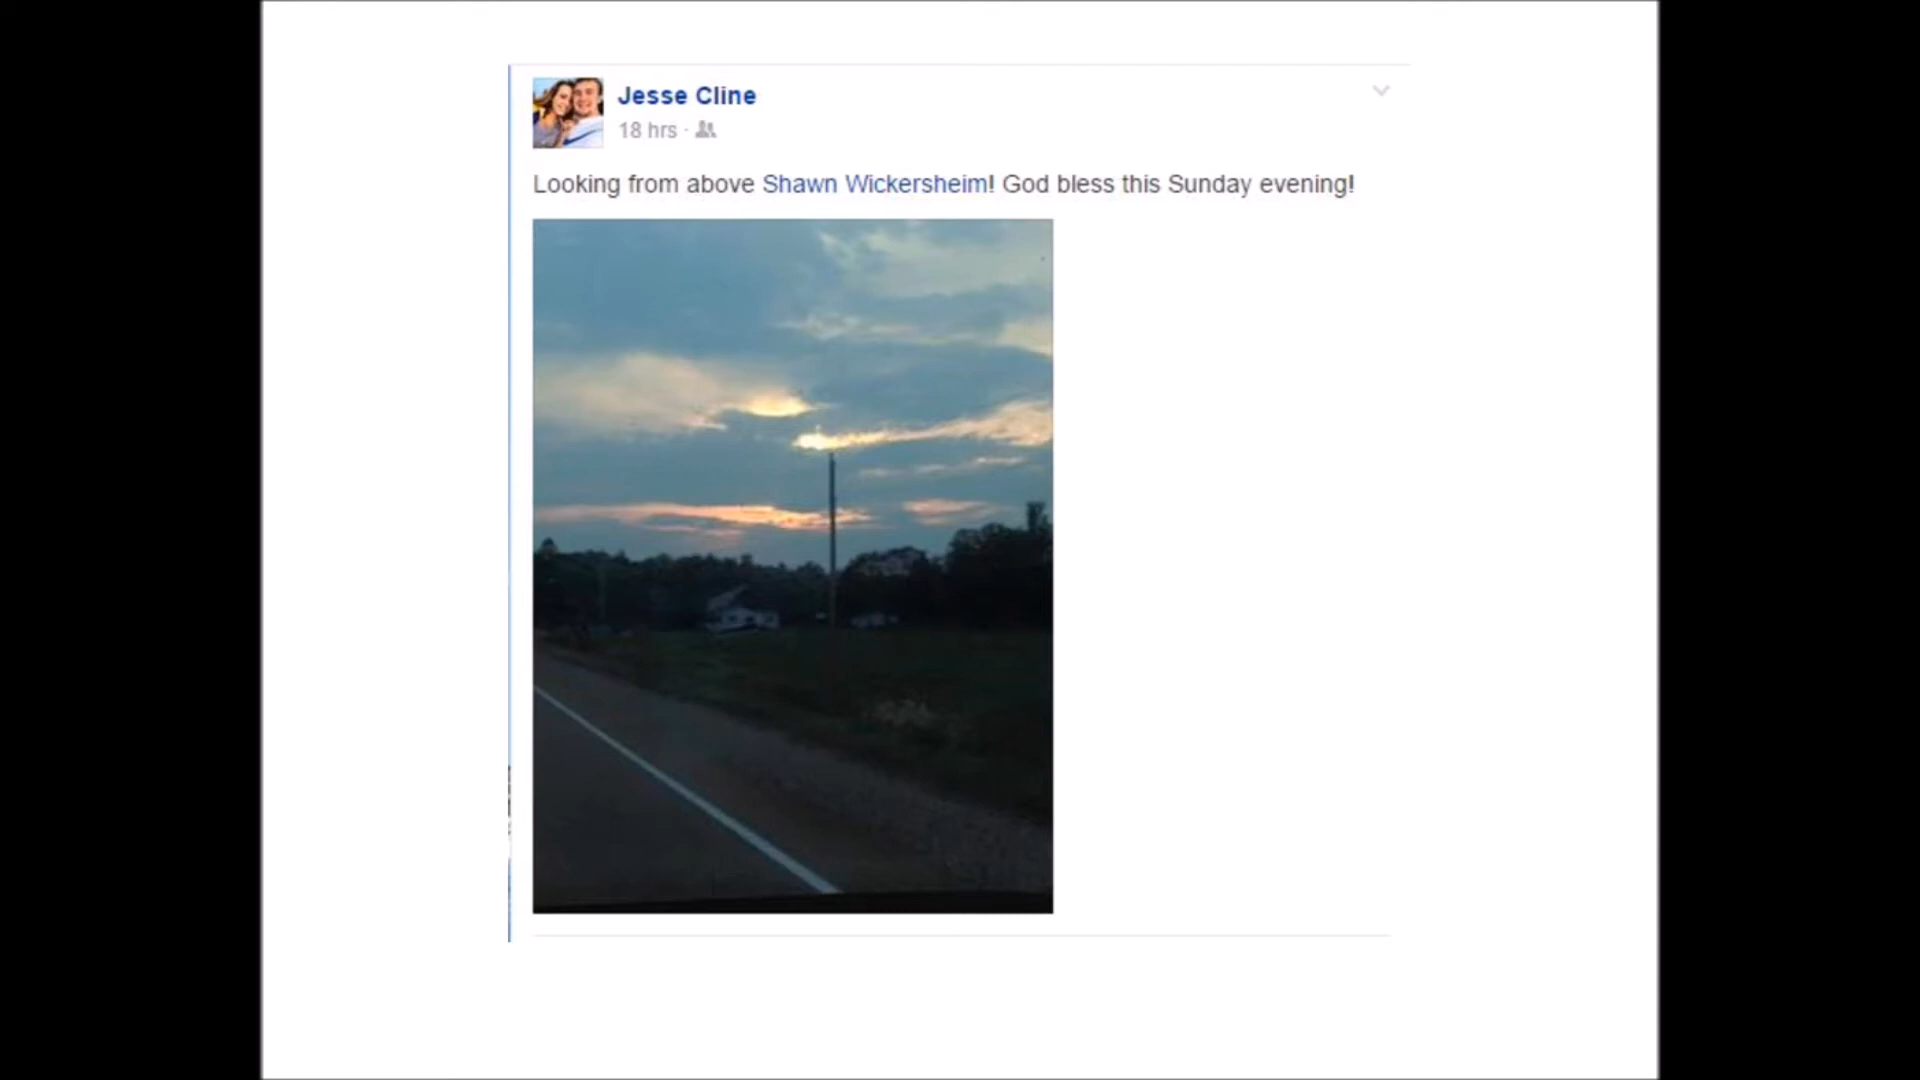 Jesse Cline
18 hrs ·
Looking from above Shawn Wickersheim! God bless this Sunday evening!